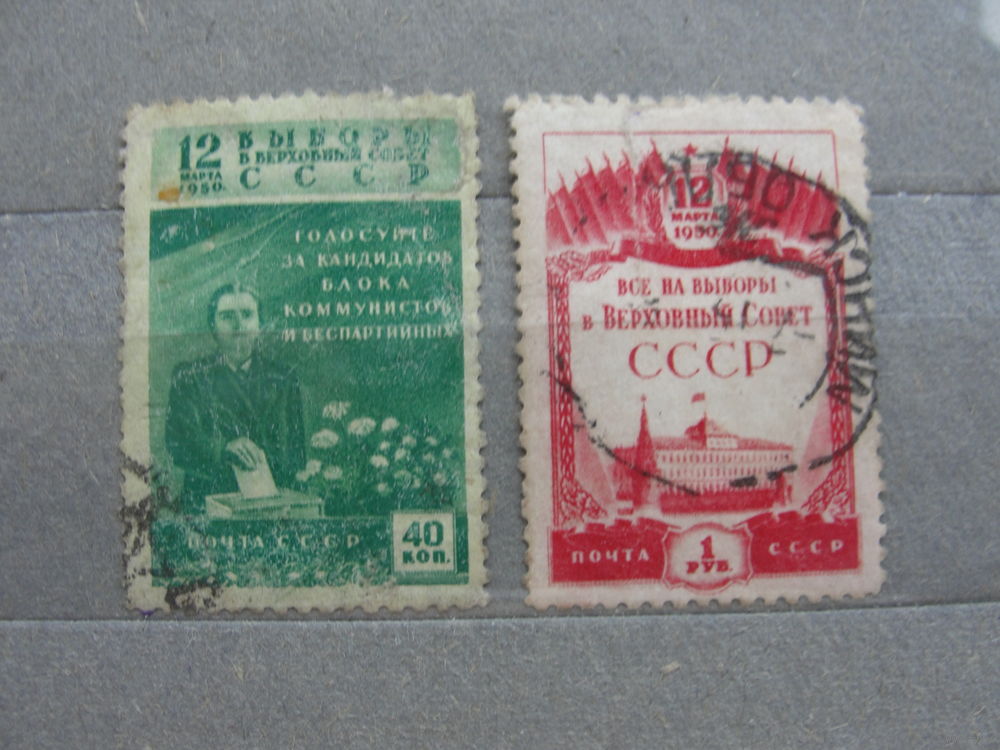 12
МАРТА
1950.
ВЫБОРЫ
В ВЕРХОВНЫЙ СОВЕТ
СССР
ГОЛОСУЙТЕ
ЗА КАНДИДАТОВ
БЛОКА
КОММУНИСТОВ
И БЕСПАРТИЙНЫХ
ПОЧТА СССР
40
КОП.
12
МАРТА
1950.
ВСЕ НА ВЫБОРЫ
В ВЕРХОВНЫЙ СОВЕТ
СССР
ПОЧТА
1
РУБ.
СССР